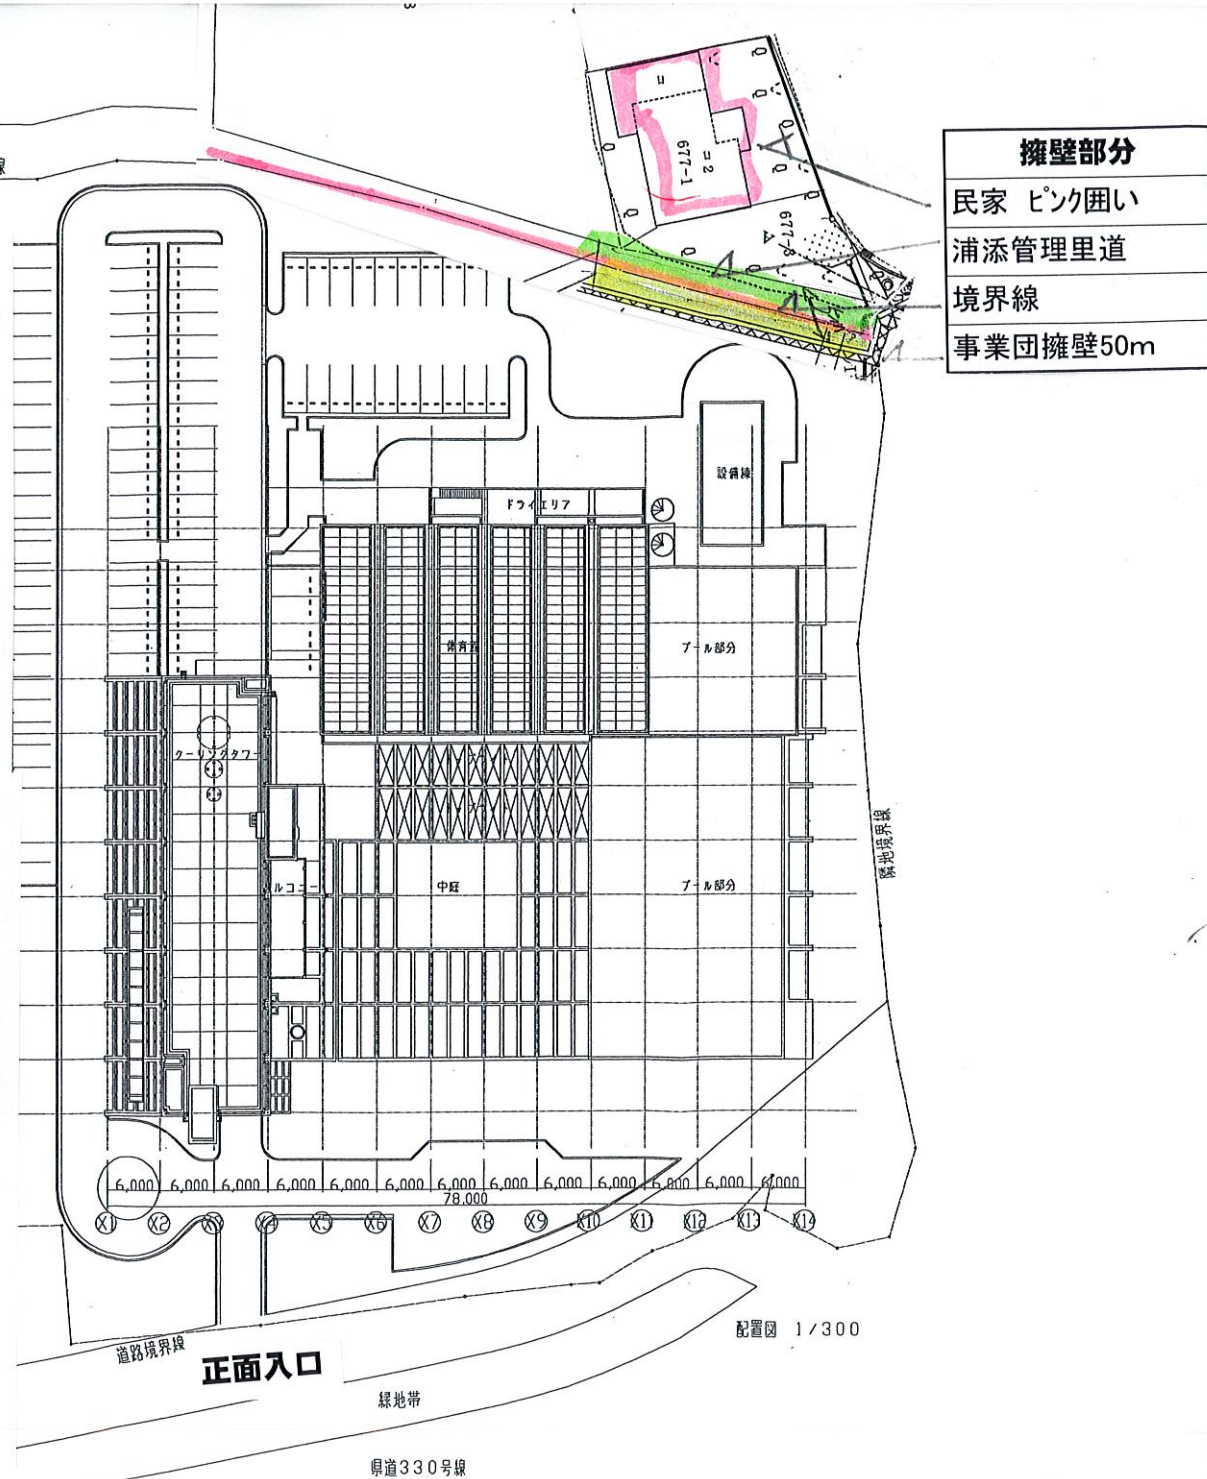 線
擁壁部分
民家 ピンク囲い
浦添管理里道
境界線
事業団擁壁50m
677-1
677-3
設備棟
ドライエリア
体育館
プール部分
クーリングタワー
ルコニー
中庭
プール部分
隣地境界線
6,000 6,000 6,000 6,000 6,000 6,000 6,000 6,000 6,000 6,000 6,000 6,000 6,000
78,000
X1 X2 X3 X4 X5 X6 X7 X8 X9 X10 X11 X12 X13 X14
配置図 1/300
道路境界線
正面入口
緑地帯
県道330号線